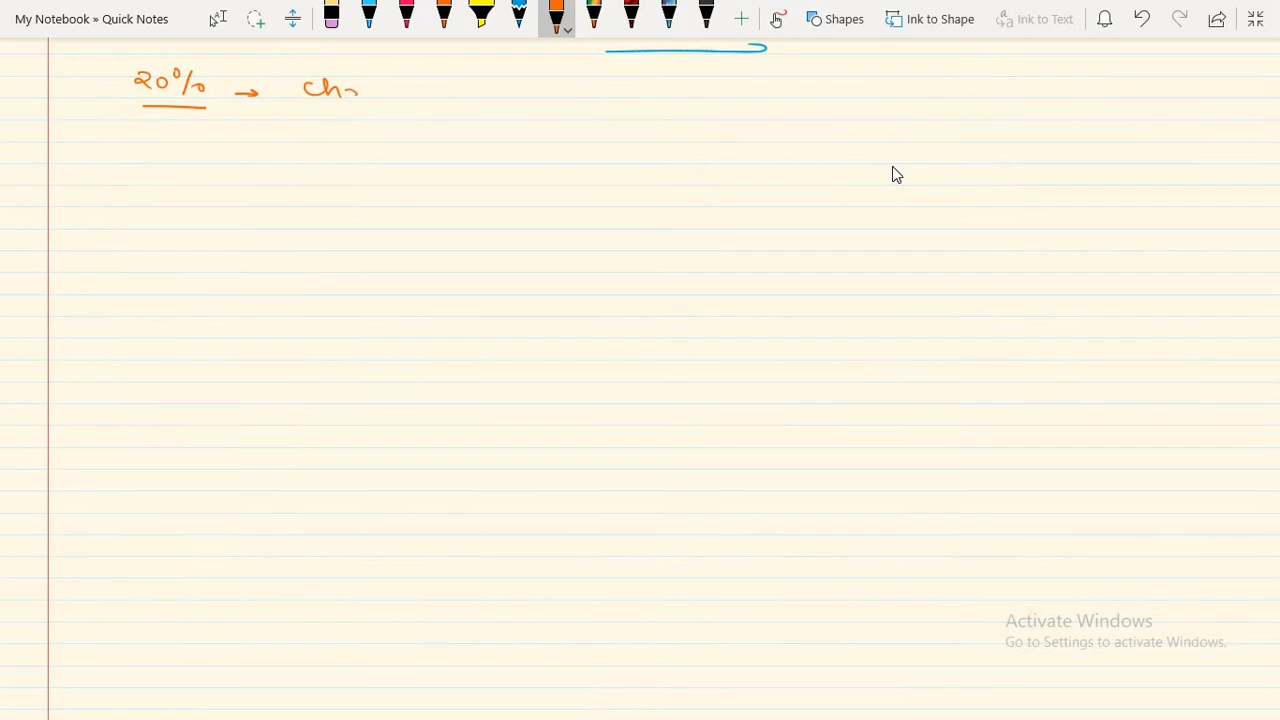 My Notebook » Quick Notes
Shapes
Ink to Shape
Ink to Text
20% →
Activate Windows
Go to Settings to activate Windows.